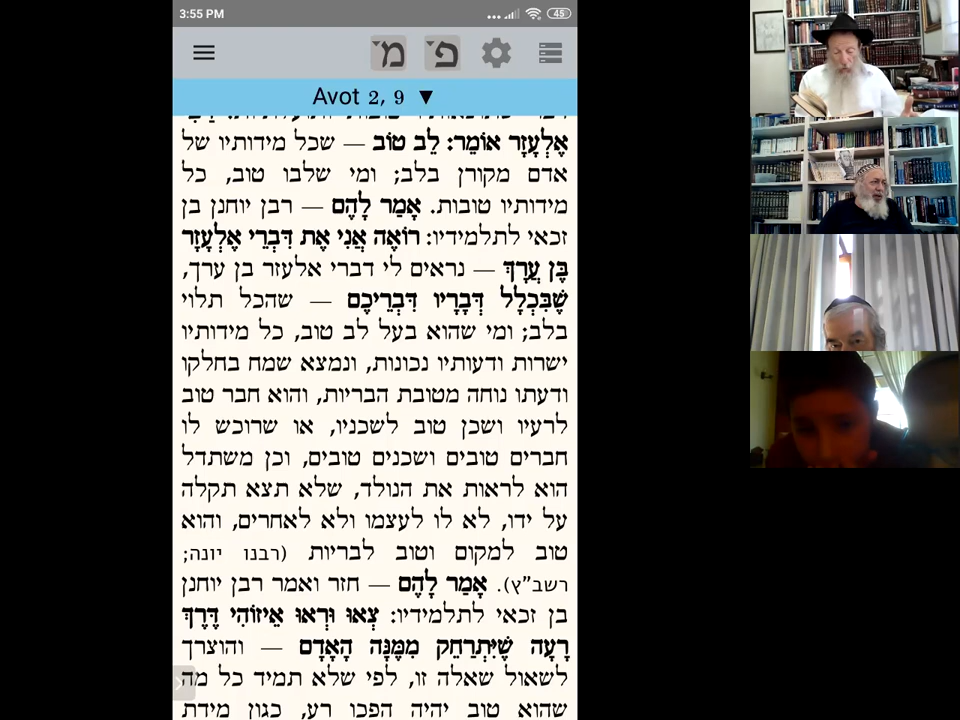 3:55 PM
45
מ׳ פ׳
Avot 2, 9 ▼
אֶלְעָזָר אוֹמֵר: לֵב טוֹב — שכל מידותיו של
אדם מקורן בלב; ומי שלבו טוב, כל
מידותיו טובות. אָמַר לָהֶם — רבן יוחנן בן
זכאי לתלמידיו: רוֹאֶה אֲנִי אֶת דִּבְרֵי אֶלְעָזָר
בֶּן עֲרָךְ — נראים לי דברי אלעזר בן ערך,
שֶׁבִּכְלַל דְּבָרָיו דִּבְרֵיכֶם — שהכל תלוי
בלב; ומי שהוא בעל לב טוב, כל מידותיו
ישרות ודעותיו נכונות, ונמצא שמח בחלקו
ודעתו נוחה מטובת הבריות, והוא חבר טוב
לרעיו ושכן טוב לשכניו, או שרוכש לו
חברים טובים ושכנים טובים, וכן משתדל
הוא לראות את הנולד, שלא תצא תקלה
על ידו, לא לו לעצמו ולא לאחרים, והוא
טוב למקום וטוב לבריות (רבנו יונה;
רשב״ץ). אָמַר לָהֶם — חזר ואמר רבן יוחנן
בן זכאי לתלמידיו: צְאוּ וּרְאוּ אֵיזוֹהִי דֶּרֶךְ
רָעָה שֶׁיִּתְרַחֵק מִמֶּנָּה הָאָדָם — והוצרך
לשאול שאלה זו, לפי שלא תמיד כל מה
שהוא טוב יהיה הפכו רע, כגון מידת